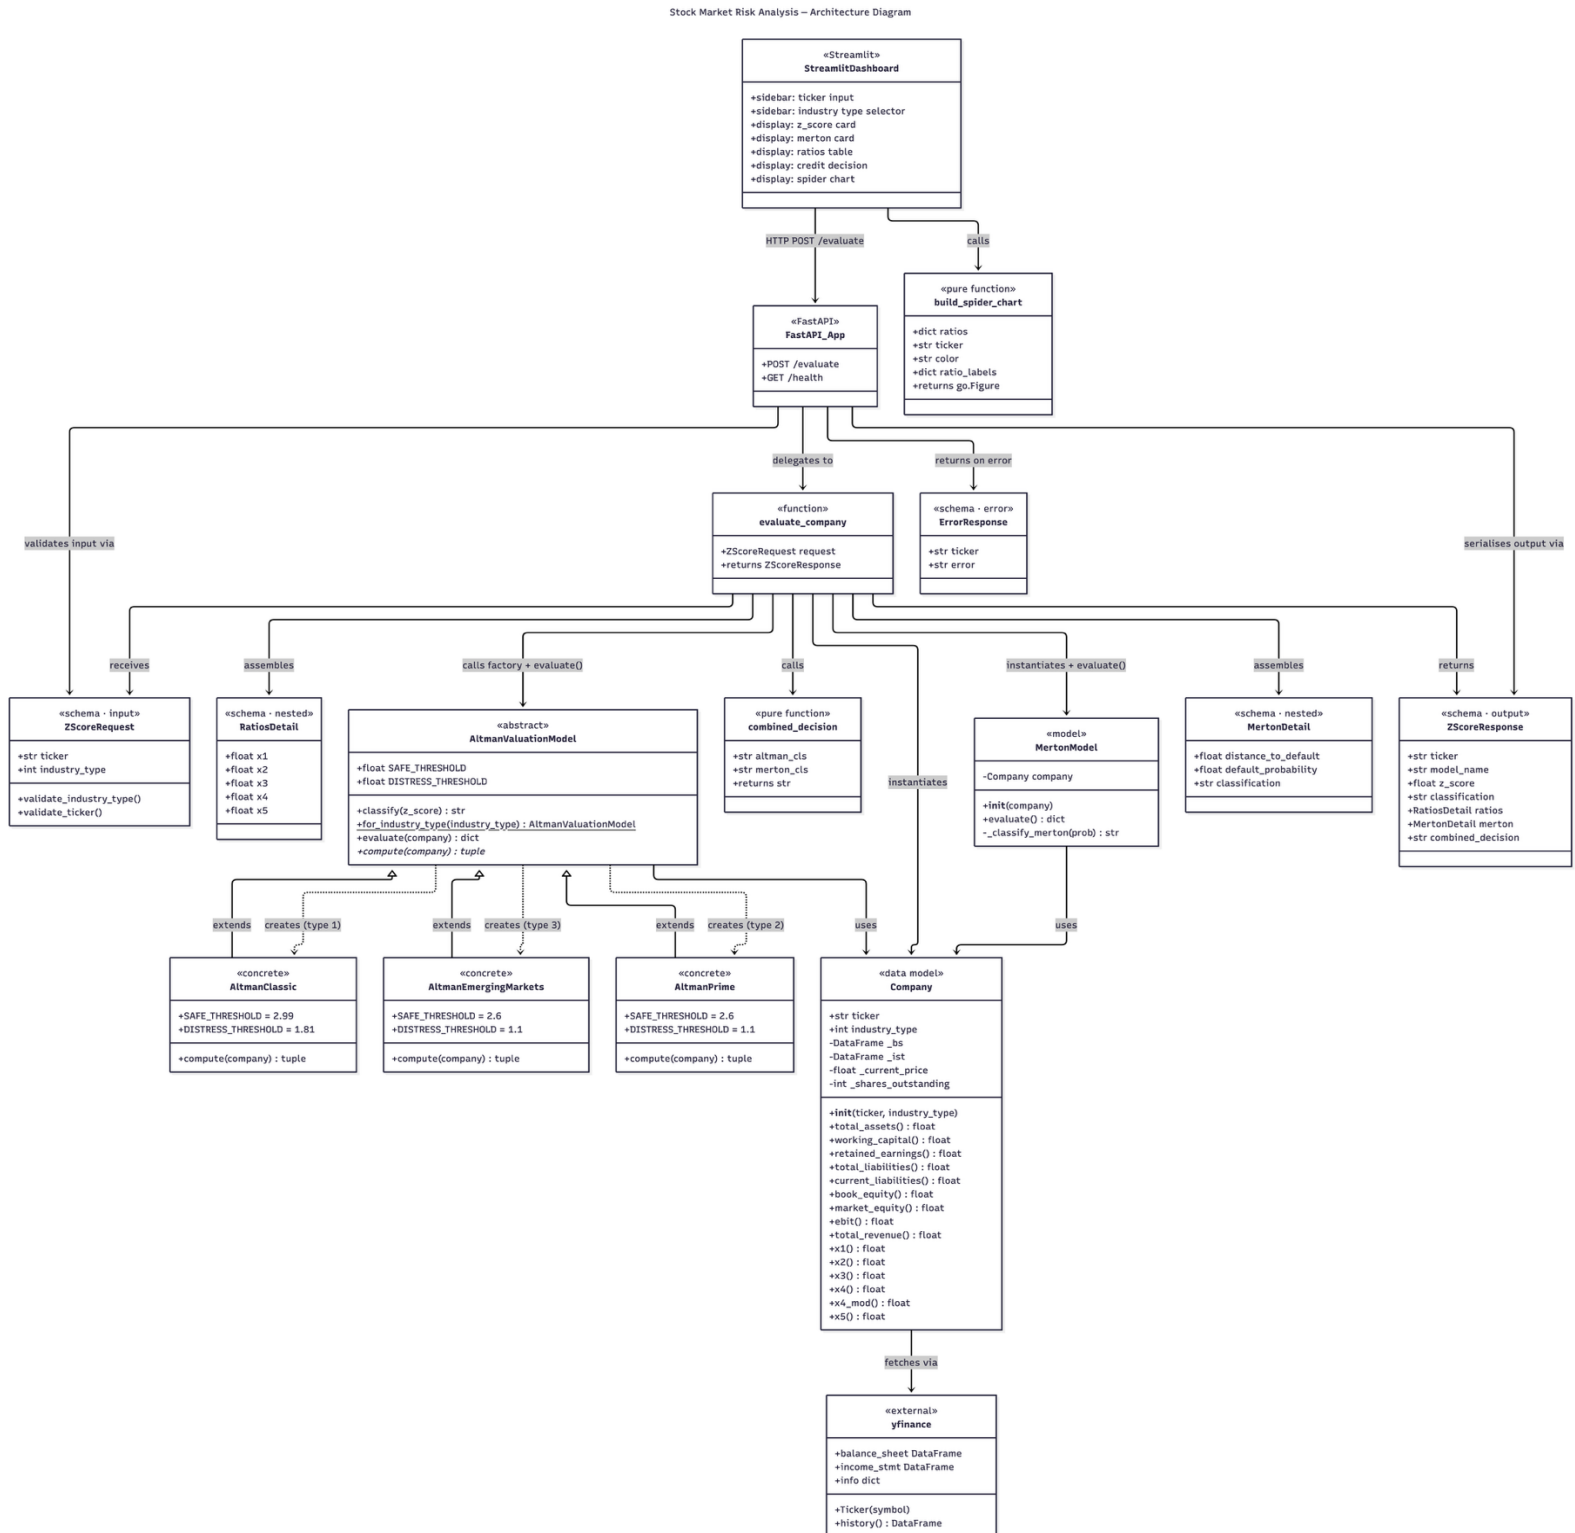 Stock Market Risk Analysis — Architecture Diagram
«Streamlit»
StreamlitDashboard
+sidebar: ticker input
+sidebar: industry type selector
+display: z_score card
+display: merton card
+display: ratios table
+display: credit decision
+display: spider chart
HTTP POST /evaluate
calls
«pure function»
build_spider_chart
+dict ratios
+str ticker
+str color
+dict ratio_labels
+returns go.Figure
«FastAPI»
FastAPI_App
+POST /evaluate
+GET /health
delegates to
returns on error
validates input via
serialises output via
«function»
evaluate_company
+ZScoreRequest request
+returns ZScoreResponse
«schema · error»
ErrorResponse
+str ticker
+str error
receives
assembles
calls factory + evaluate()
calls
instantiates + evaluate()
assembles
returns
instantiates
«schema · input»
ZScoreRequest
+str ticker
+int industry_type
+validate_industry_type()
+validate_ticker()
«schema · nested»
RatiosDetail
+float x1
+float x2
+float x3
+float x4
+float x5
«abstract»
AltmanValuationModel
+float SAFE_THRESHOLD
+float DISTRESS_THRESHOLD
+classify(z_score) : str
+for_industry_type(industry_type) : AltmanValuationModel
+evaluate(company) : dict
+compute(company) : tuple
«pure function»
combined_decision
+str altman_cls
+str merton_cls
+returns str
«model»
MertonModel
-Company company
+init(company)
+evaluate() : dict
-_classify_merton(prob) : str
«schema · nested»
MertonDetail
+float distance_to_default
+float default_probability
+str classification
«schema · output»
ZScoreResponse
+str ticker
+str model_name
+float z_score
+str classification
+RatiosDetail ratios
+MertonDetail merton
+str combined_decision
extends
creates (type 1)
extends
creates (type 3)
extends
creates (type 2)
uses
uses
«concrete»
AltmanClassic
+SAFE_THRESHOLD = 2.99
+DISTRESS_THRESHOLD = 1.81
+compute(company) : tuple
«concrete»
AltmanEmergingMarkets
+SAFE_THRESHOLD = 2.6
+DISTRESS_THRESHOLD = 1.1
+compute(company) : tuple
«concrete»
AltmanPrime
+SAFE_THRESHOLD = 2.6
+DISTRESS_THRESHOLD = 1.1
+compute(company) : tuple
«data model»
Company
+str ticker
+int industry_type
-DataFrame _bs
-DataFrame _ist
-float _current_price
-int _shares_outstanding
+init(ticker, industry_type)
+total_assets() : float
+working_capital() : float
+retained_earnings() : float
+total_liabilities() : float
+current_liabilities() : float
+book_equity() : float
+market_equity() : float
+ebit() : float
+total_revenue() : float
+x1() : float
+x2() : float
+x3() : float
+x4() : float
+x4_mod() : float
+x5() : float
fetches via
«external»
yfinance
+balance_sheet DataFrame
+income_stmt DataFrame
+info dict
+Ticker(symbol)
+history() : DataFrame